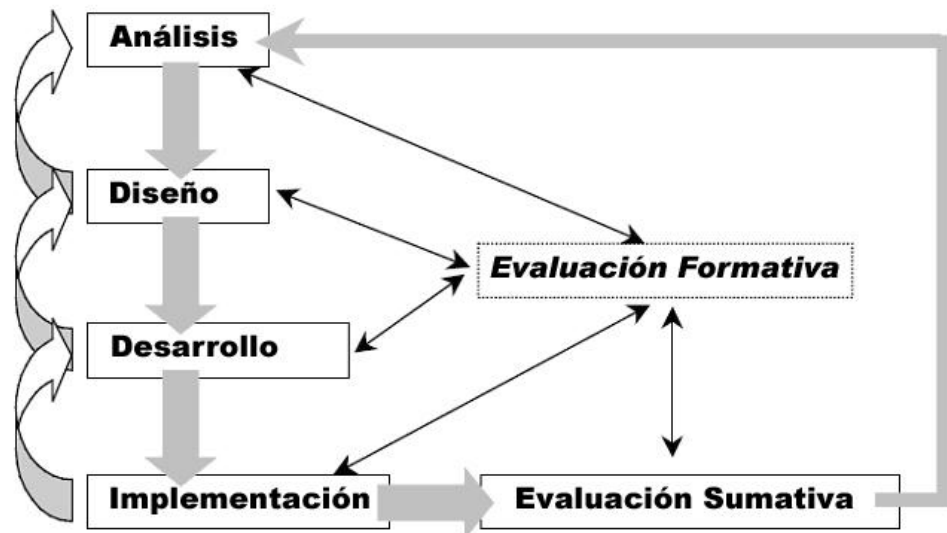 Análisis
Diseño
Evaluación Formativa
Desarrollo
Implementación
Evaluación Sumativa